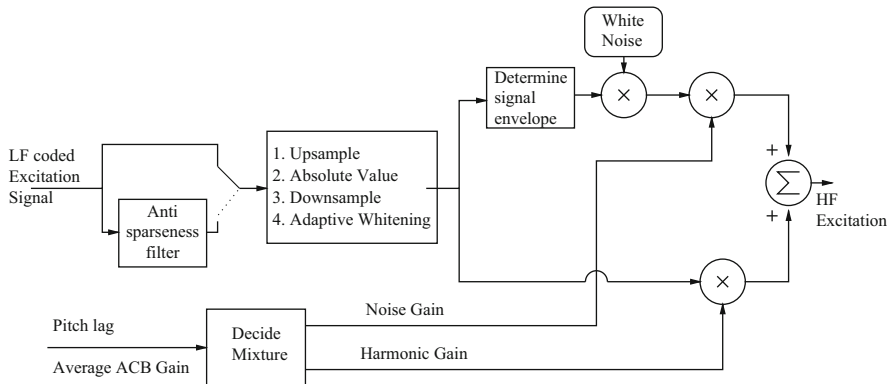 White
Noise
Determine
signal
envelope
×
×
LF coded
Excitation
Signal
1. Upsample
2. Absolute Value
3. Downsample
4. Adaptive Whitening
+
Σ
+
HF
Excitation
Anti
sparseness
filter
×
Noise Gain
Pitch lag
Decide
Mixture
Average ACB Gain
Harmonic Gain